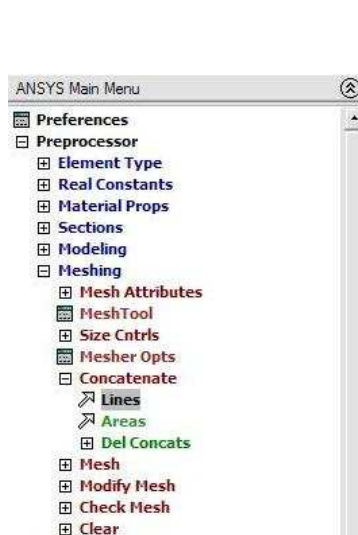 ANSYS Main Menu
Preferences
Preprocessor
Element Type
Real Constants
Material Props
Sections
Modeling
Meshing
Mesh Attributes
MeshTool
Size Cntrls
Mesher Opts
Concatenate
Lines
Areas
Del Concats
Mesh
Modify Mesh
Check Mesh
Clear